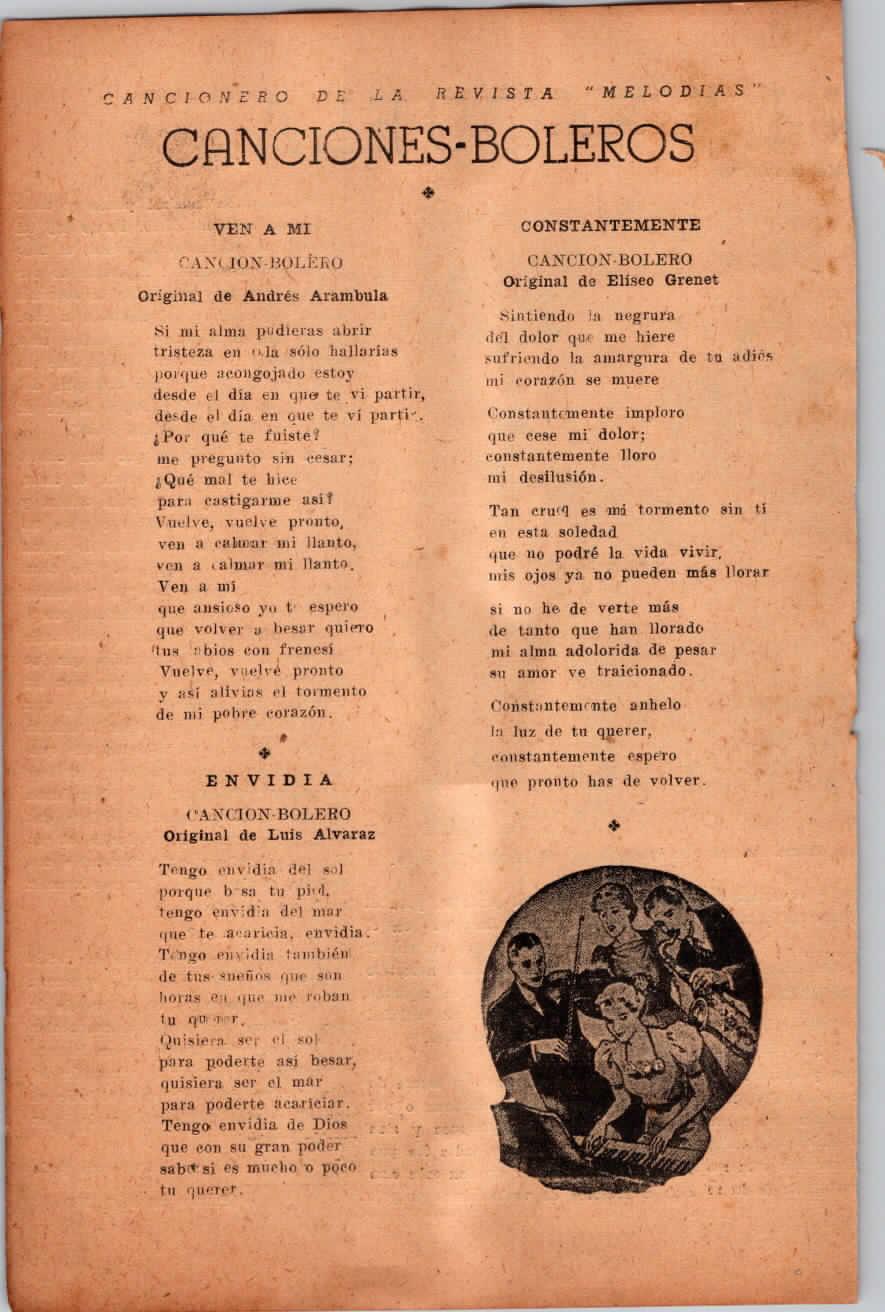 CANCIONERO DE LA REVISTA "MELODIAS"
CANCIONES-BOLEROS
VEN A MI
CANCION-BOLERO
Original de Andrés Arambula
Si mi alma pudieras abrir
tristeza en ola sólo hallarías
porque acongojado estoy
desde el día en que te vi partir,
desde el día en que te ví partir.
¿Por qué te fuiste?
me pregunto sin cesar;
¿Qué mal te hice
para castigarme así?
Vuelve, vuelve pronto,
ven a calmar mi llanto,
ven a calmar mi llanto.
Ven a mí
que ansioso yo te espero
que volver a besar quiero
tus labios con frenesí
Vuelve, vuelve pronto
y así alivias el tormento
de mi pobre corazón.
ENVIDIA
CANCION-BOLERO
Original de Luis Alvaraz
Tengo envidia del sol
porque besa tu piel,
tengo envidia del mar
que te acaricia, envidia.
Tengo envidia también
de tus sueños que son
horas en que me roban
tu querer.
Quisiera ser el sol
para poderte así besar,
quisiera ser el mar
para poderte acariciar.
Tengo envidia de Dios
que con su gran poder
sabe si es mucho o poco
tu querer.
CONSTANTEMENTE
CANCION-BOLERO
Original de Eliseo Grenet
Sintiendo la negrura
del dolor que me hiere
sufriendo la amargura de tu adiós
mi corazón se muere
Constantemente imploro
que cese mi dolor;
constantemente lloro
mi desilusión.
Tan cruel es mi tormento sin tí
en esta soledad
que no podré la vida vivir,
mis ojos ya no pueden más llorar
si no he de verte más
de tanto que han llorado
mi alma adolorida de pesar
su amor ve traicionado.
Constantemente anhelo
la luz de tu querer,
constantemente espero
que pronto has de volver.